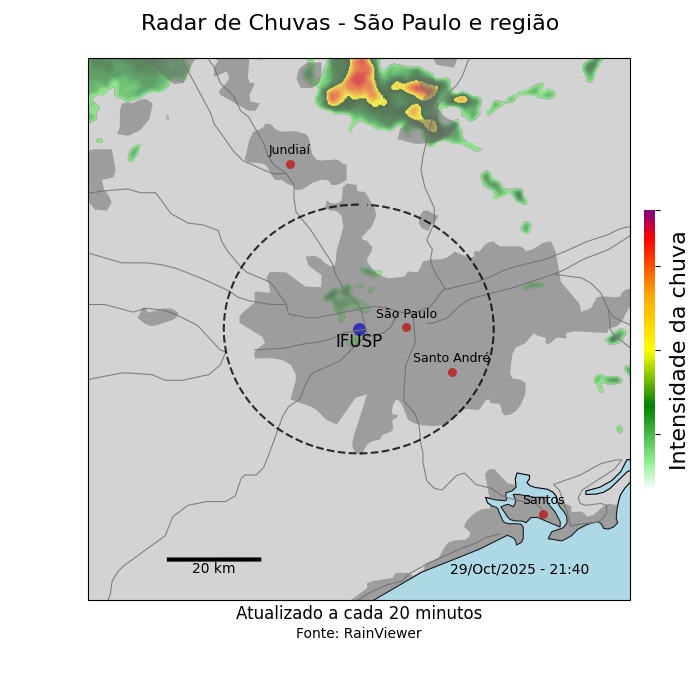 Radar de Chuvas - São Paulo e região
Jundiaí
São Paulo
IFUSP
Santo André
Santos
20 km
29/Oct/2025 - 21:40
Intensidade da chuva
Atualizado a cada 20 minutos
Fonte: RainViewer